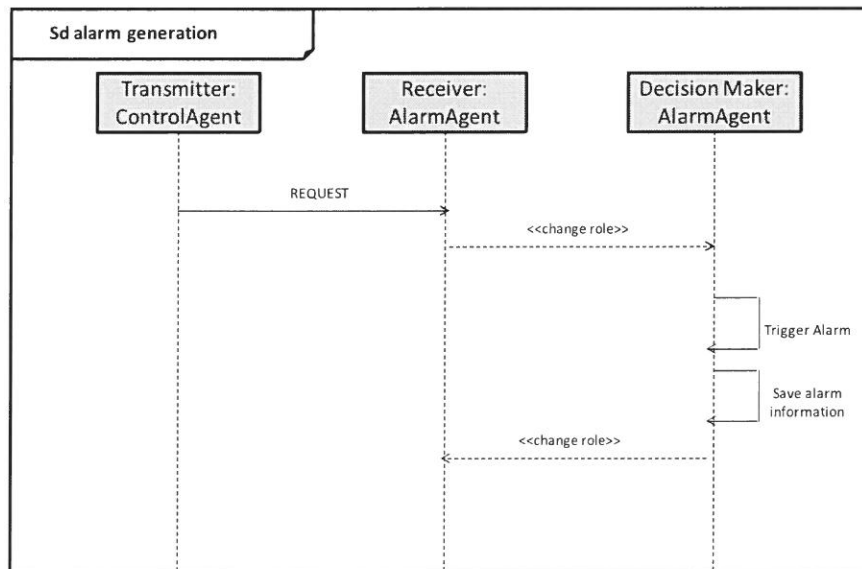 Sd alarm generation
Transmitter:
ControlAgent
Receiver:
AlarmAgent
Decision Maker:
AlarmAgent
REQUEST
<<change role>>
Trigger Alarm
Save alarm
information
<<change role>>